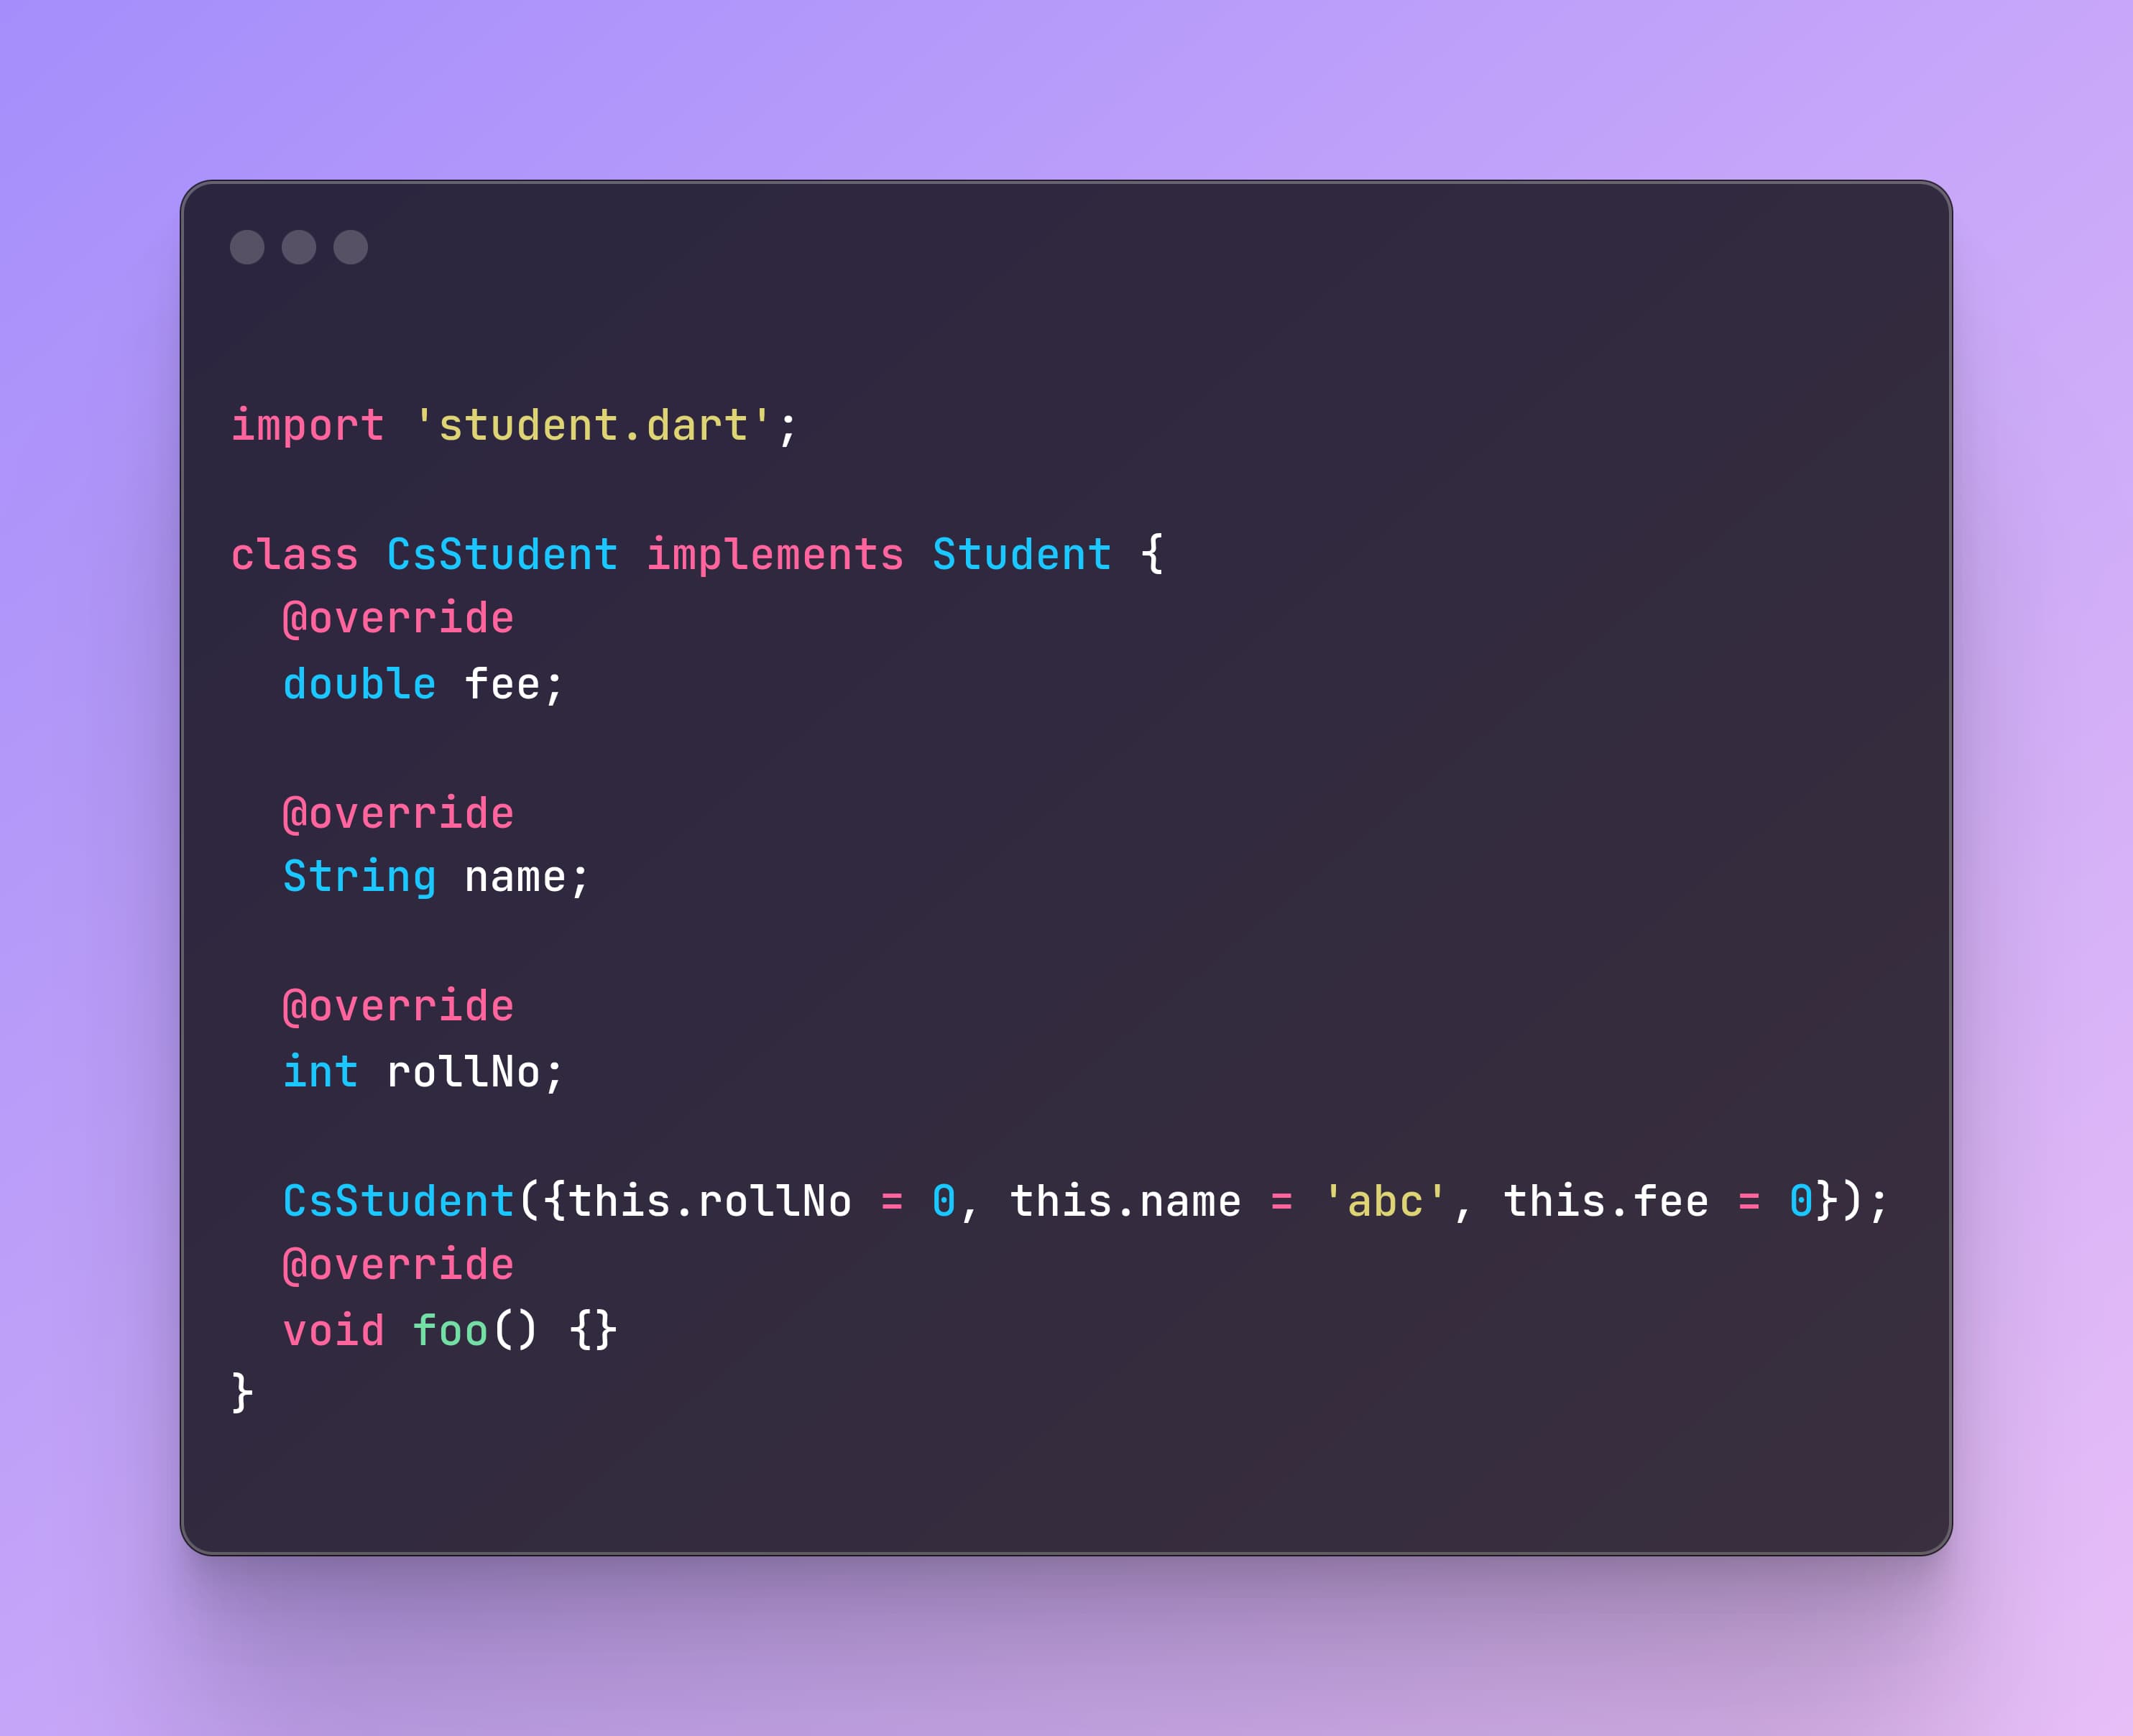 import 'student.dart';
class CsStudent implements Student {
  @override
  double fee;
  @override
  String name;
  @override
  int rollNo;
  CsStudent({this.rollNo = 0, this.name = 'abc', this.fee = 0});
  @override
  void foo() {}
}